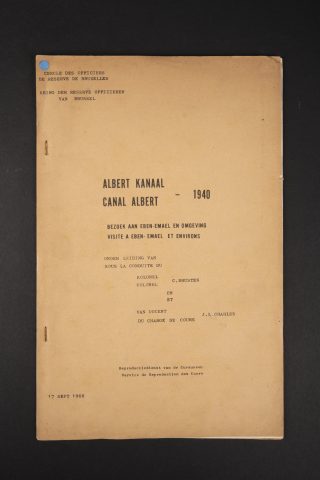 CERCLE DES OFFICIERS
DE RESERVE DE BRUXELLES
KRING DER RESERVE OFFICIEREN
VAN BRUSSEL
ALBERT KANAAL
CANAL ALBERT - 1940
BEZOEK AAN EBEN-EMAEL EN OMGEVING
VISITE A EBEN-EMAEL ET ENVIRONS
ONDER LEIDING VAN
SOUS LA CONDUITE DU
KOLONEL
COLONEL
EN
ET
VAN DOCENT
DU CHARGE DE COURS
J.L. CHARLES
Reproductiedienst van de Cursussen
Service de Reproduction des Cours
17 SEPT